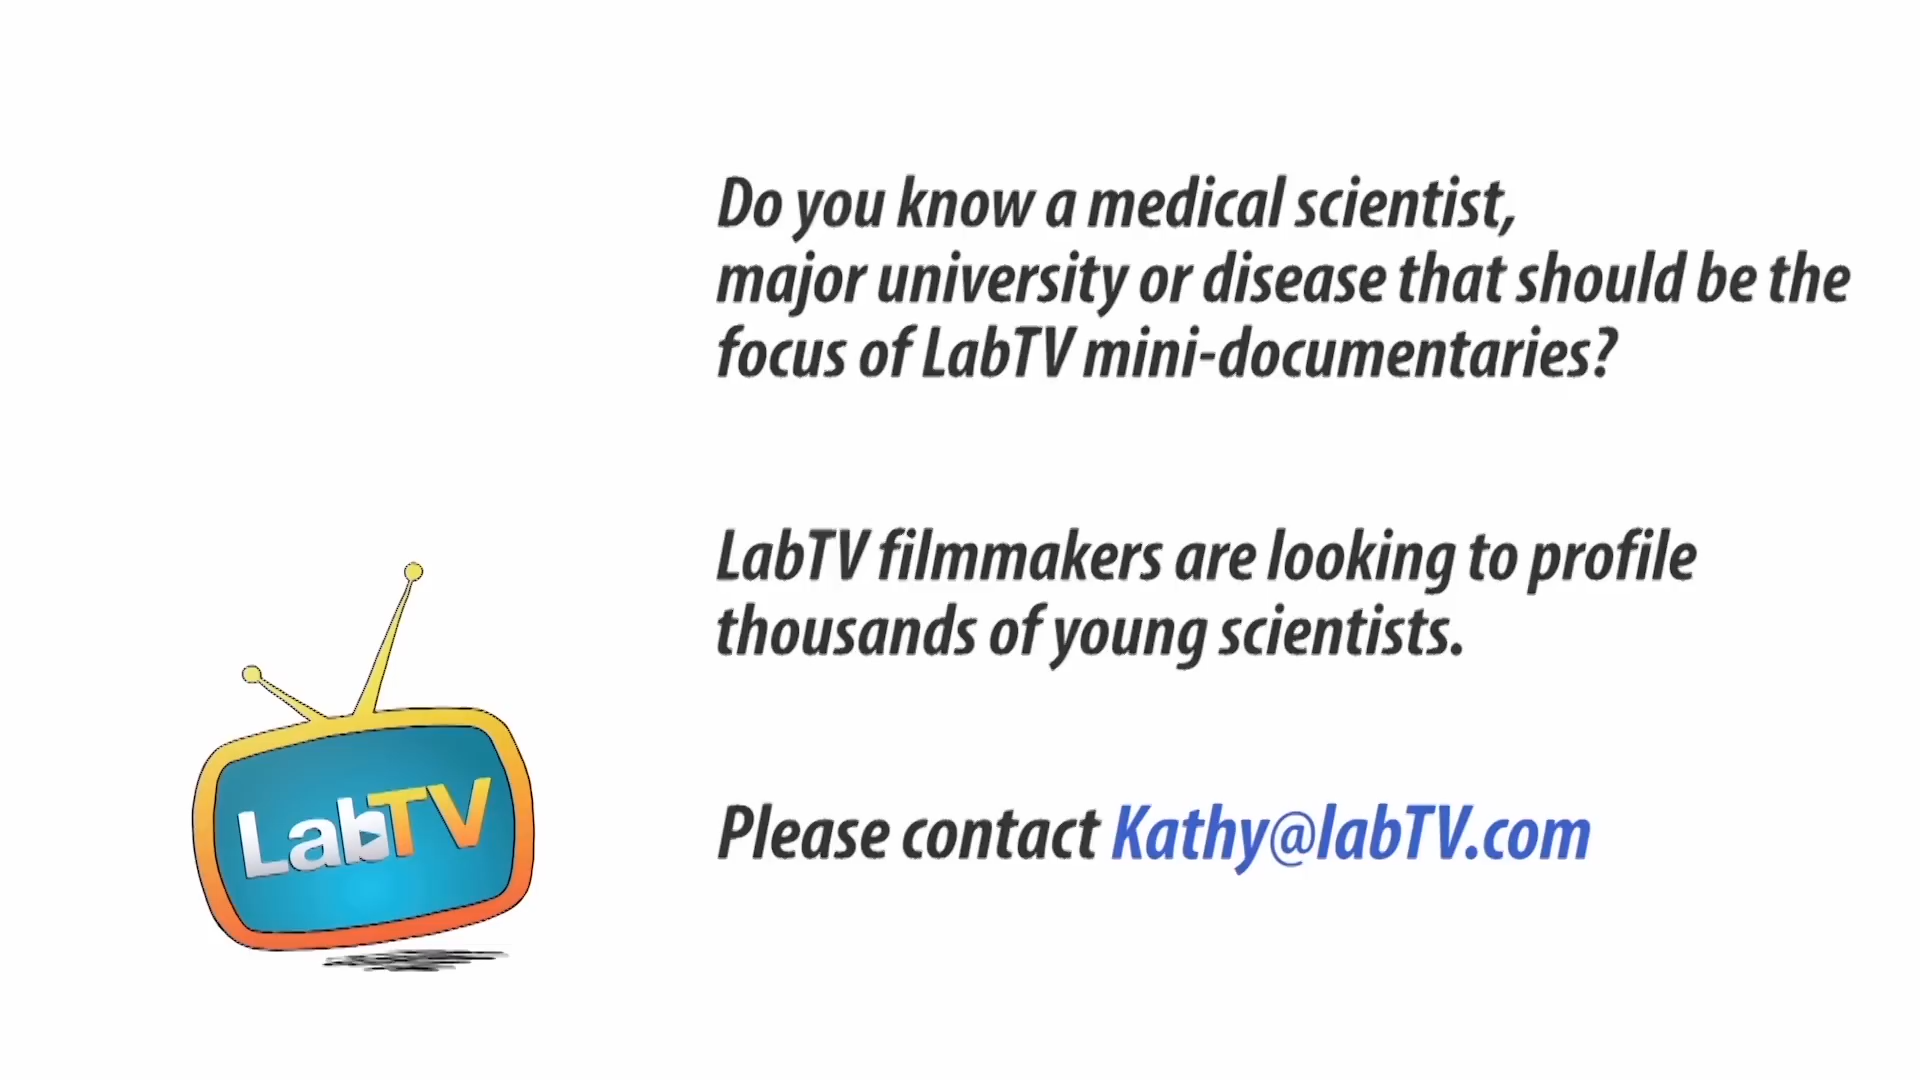 Do you know a medical scientist,
major university or disease that should be the
focus of LabTV mini-documentaries?
LabTV filmmakers are looking to profile
thousands of young scientists.
Please contact Kathy@labTV.com
LabTV